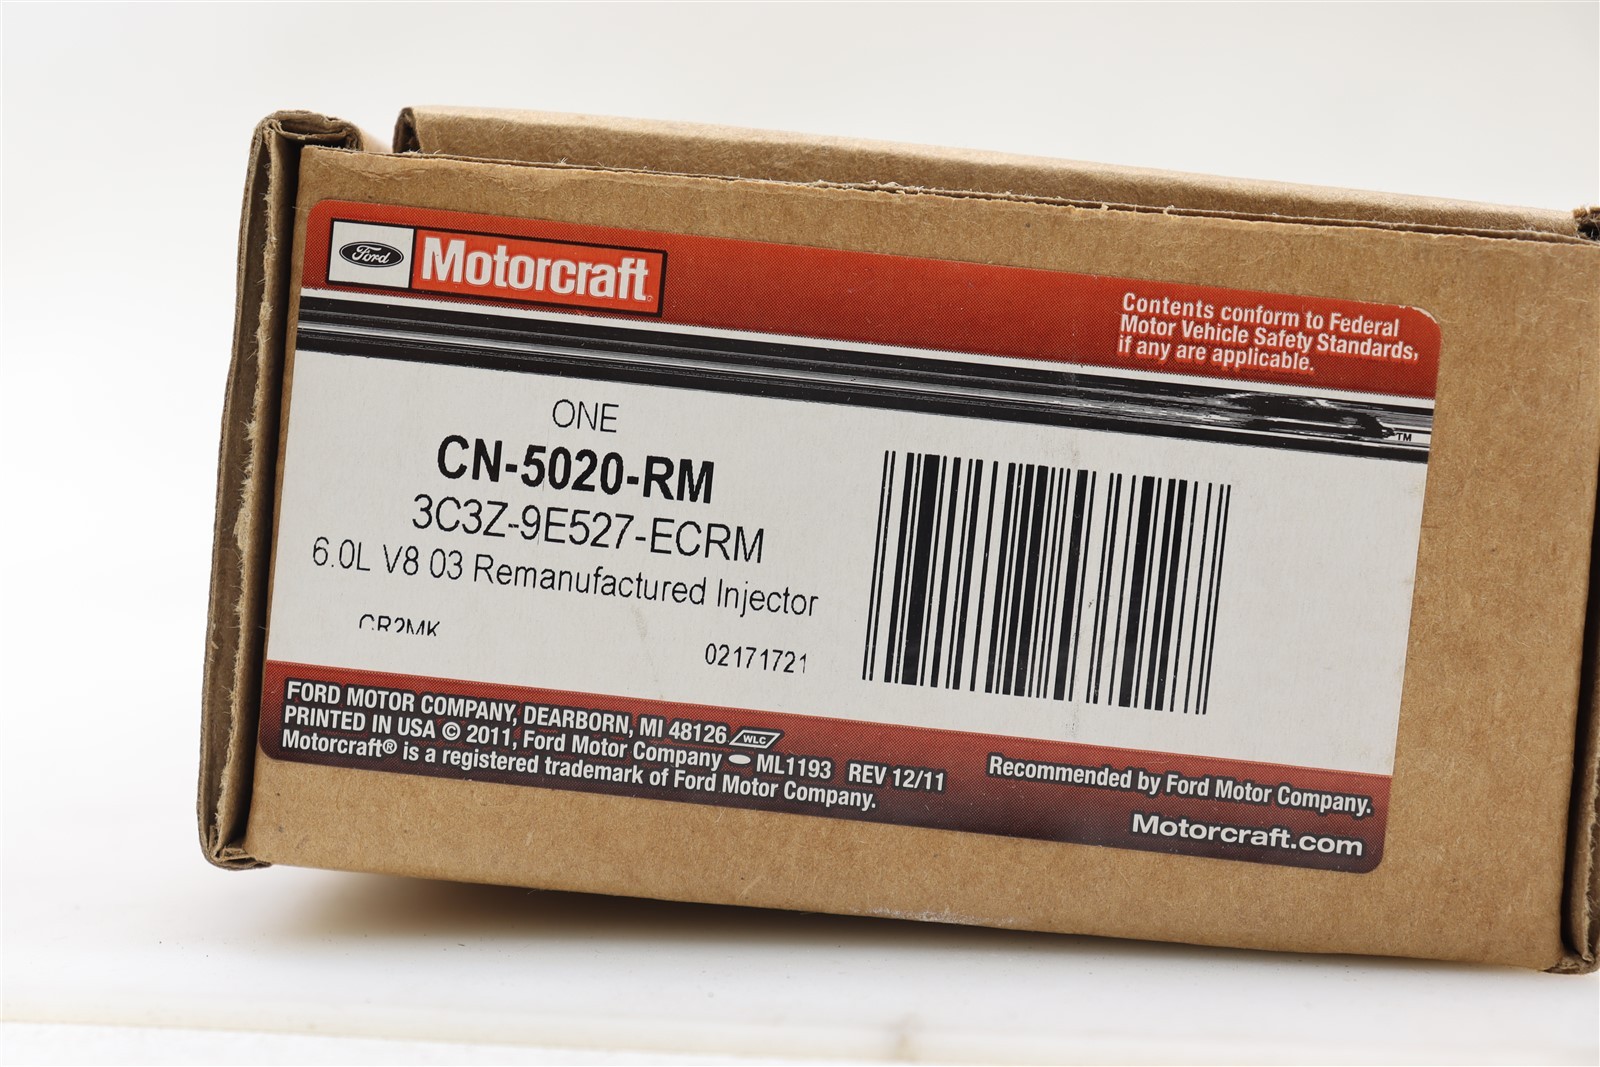 Ford Motorcraft
Contents conform to Federal
Motor Vehicle Safety Standards,
if any are applicable.
TM
ONE
CN-5020-RM
3C3Z-9E527-ECRM
6.0L V8 03 Remanufactured Injector
02171721
FORD MOTOR COMPANY, DEARBORN, MI 48126 WLC
PRINTED IN USA © 2011, Ford Motor Company ML1193 REV 12/11
Motorcraft® is a registered trademark of Ford Motor Company.
Recommended by Ford Motor Company.
Motorcraft.com